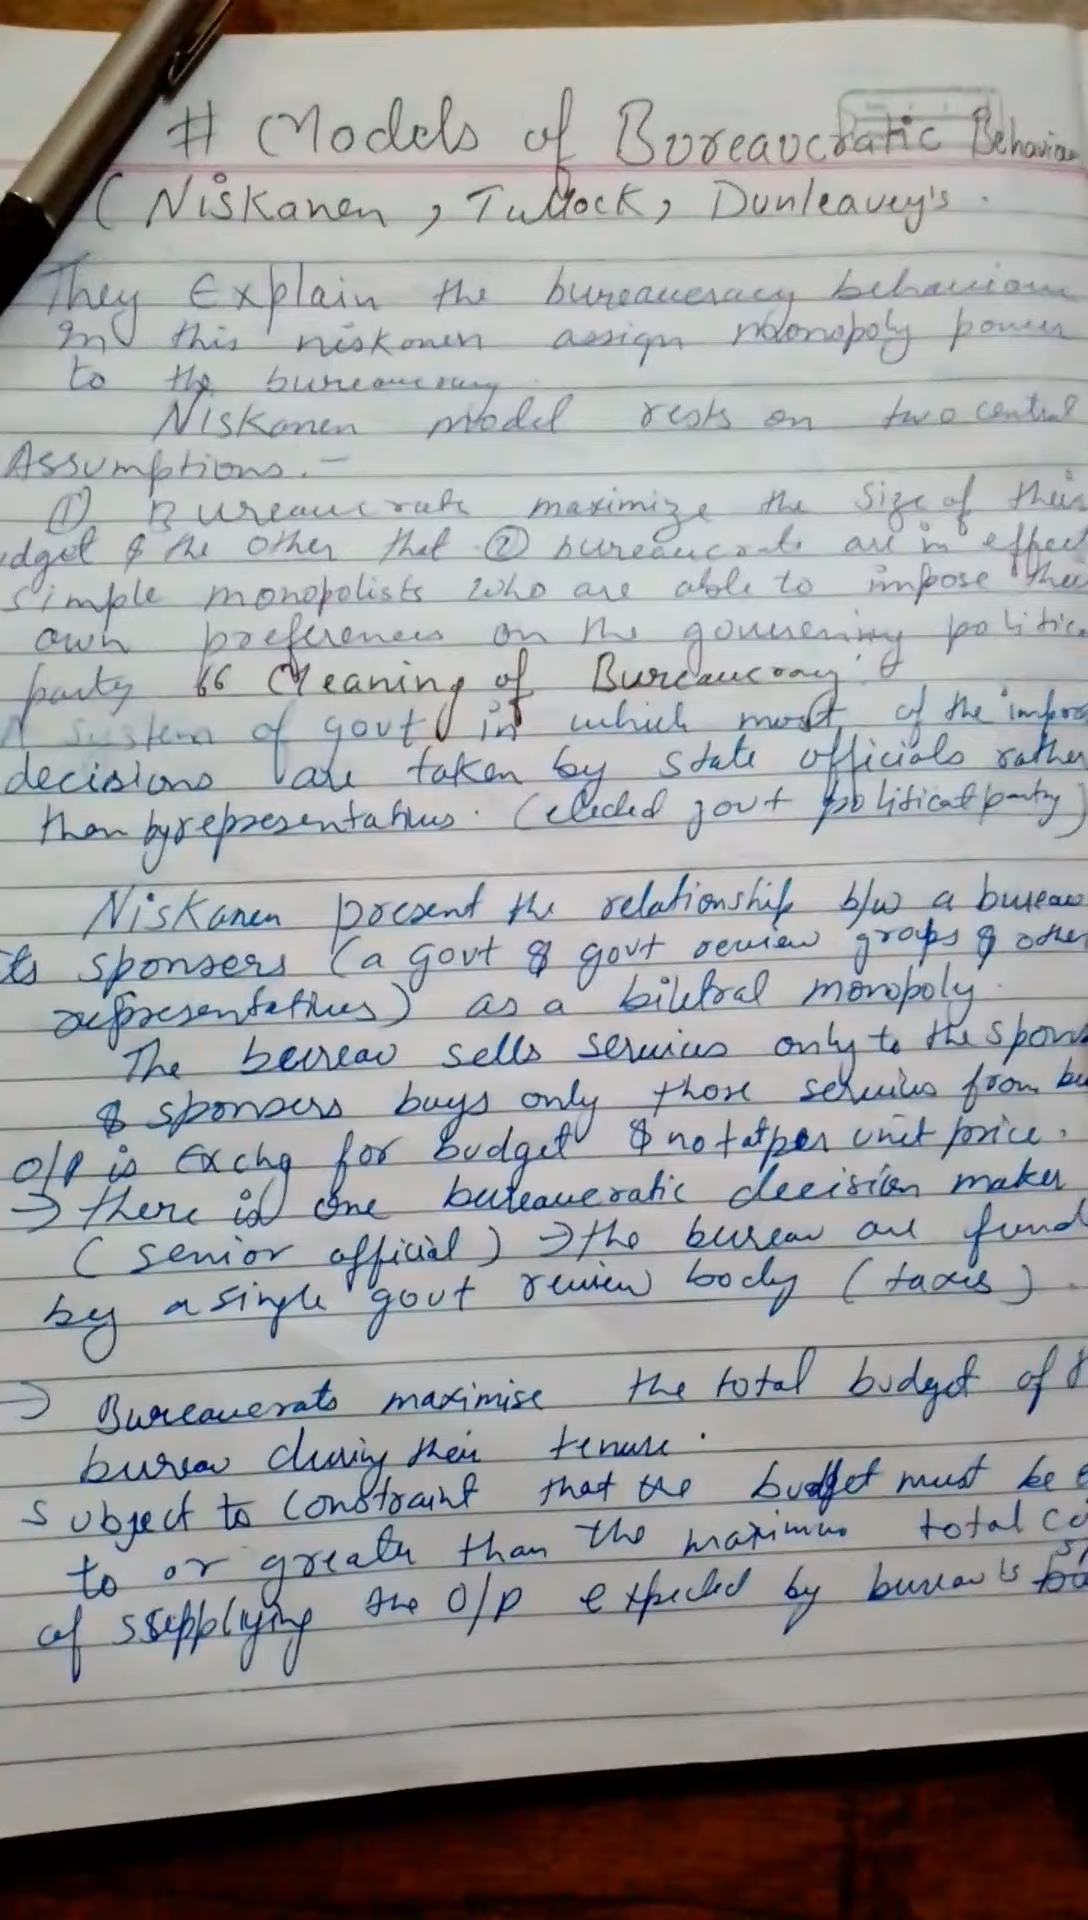 # Models of Bureaucratic Behaviou
( Niskanen , Tullock, Dunleavey's .
They Explain the bureaucracy behaviour
In this niskanen assign monopoly power
to the bureaucracy.
Niskanen model rests on two central
Assumptions. -
① Bureaucrats maximize the Size of their
dget & the other that ② bureaucrats are in effect
simple monopolists who are able to impose their
own preferences on the governing politica
party " Meaning of Bureaucracy:
A system of govt in which most of the impor
decisions are taken by state officials rather
than by representatives. (elected govt political party)
Niskanen present the relationship b/w a bureau
ts sponsers (a govt & govt review groups & other
representatives) as a biletral monopoly.
The bureau sells services only to the spons
& sponsers buys only those services from bu
O/P is Exchg for budget & not at per unit price.
→ there is one bureaucratic decision maker
( senior official ) → the bureau are fund
by a single govt review body (taxes) .
→ Bureaucrats maximise the total budget of t
bureau during their tenure .
Subject to Constraint that the budget must be e
to or greater than the maximum total co
of supplying the O/P expected by bureau's